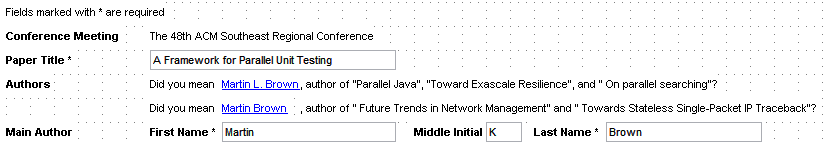 Fields marked with * are required
Conference Meeting The 48th ACM Southeast Regional Conference
Paper Title * A Framework for Parallel Unit Testing
Authors Did you mean Martin L. Brown, author of "Parallel Java", "Toward Exascale Resilience", and " On parallel searching"?
Did you mean Martin Brown , author of " Future Trends in Network Management" and " Towards Stateless Single-Packet IP Traceback"?
Main Author First Name * Martin Middle Initial K Last Name * Brown